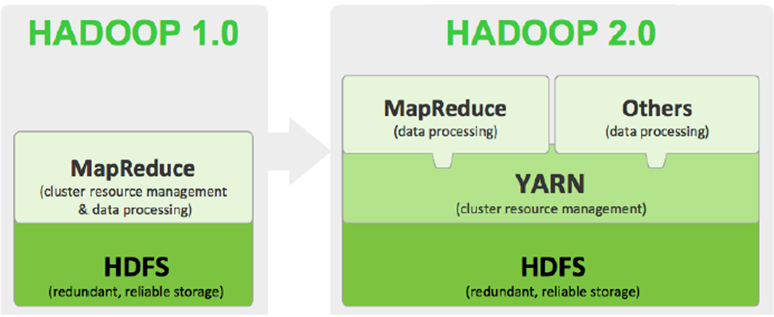 HADOOP 1.0
MapReduce
(cluster resource management
& data processing)
HDFS
(redundant, reliable storage)
HADOOP 2.0
MapReduce
(data processing)
Others
(data processing)
YARN
(cluster resource management)
HDFS
(redundant, reliable storage)